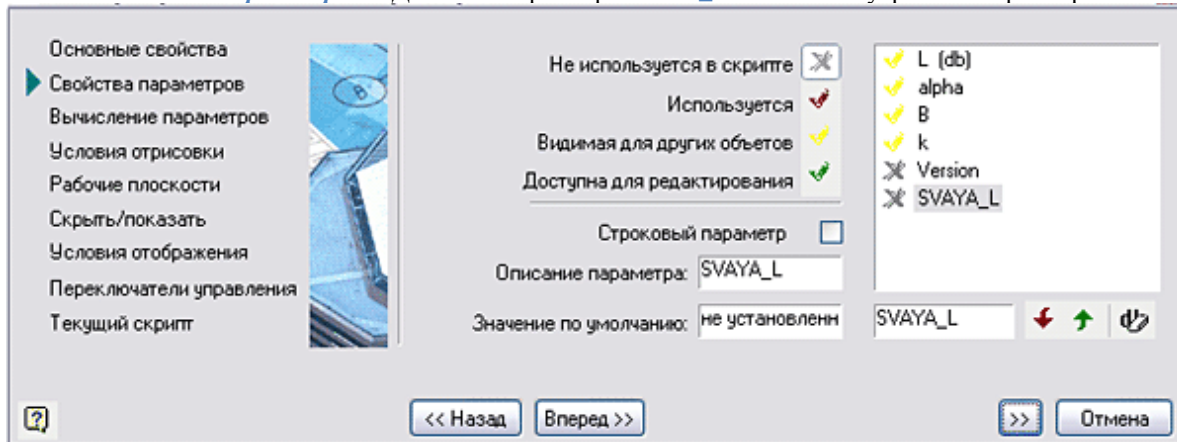 Основные свойства
Свойства параметров
Вычисление параметров
Условия отрисовки
Рабочие плоскости
Скрыть/показать
Условия отображения
Переключатели управления
Текущий скрипт
Не используется в скрипте
Используется
Видимая для других объетов
Доступна для редактирования
Строковый параметр
Описание параметра: SVAYA_L
Значение по умолчанию: не установленн
L (db)
alpha
B
k
Version
SVAYA_L
SVAYA_L
<< Назад
Вперед >>
>>
Отмена